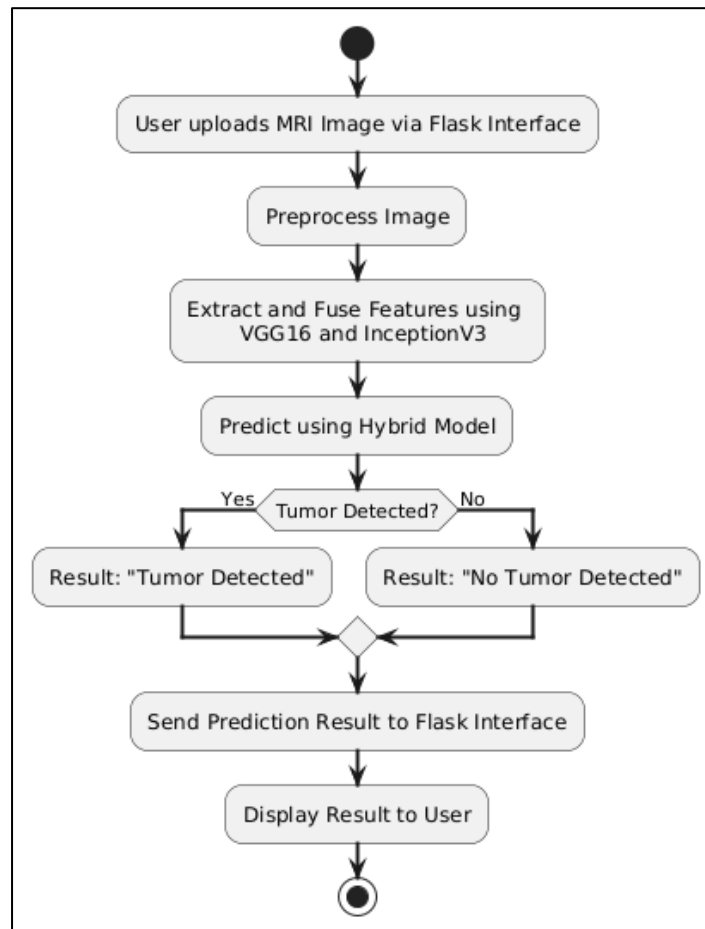 User uploads MRI Image via Flask Interface
Preprocess Image
Extract and Fuse Features using
VGG16 and InceptionV3
Predict using Hybrid Model
Yes
Tumor Detected?
No
Result: "Tumor Detected"
Result: "No Tumor Detected"
Send Prediction Result to Flask Interface
Display Result to User